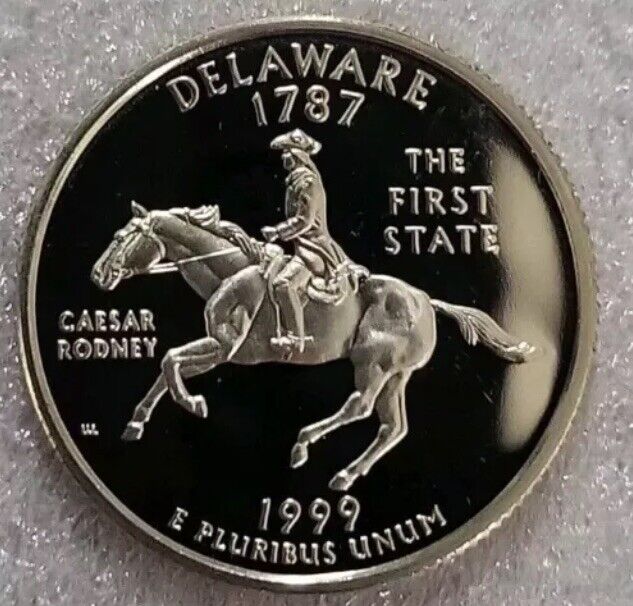 DELAWARE
1787
THE
FIRST
STATE
CAESAR
RODNEY
1999
E PLURIBUS UNUM